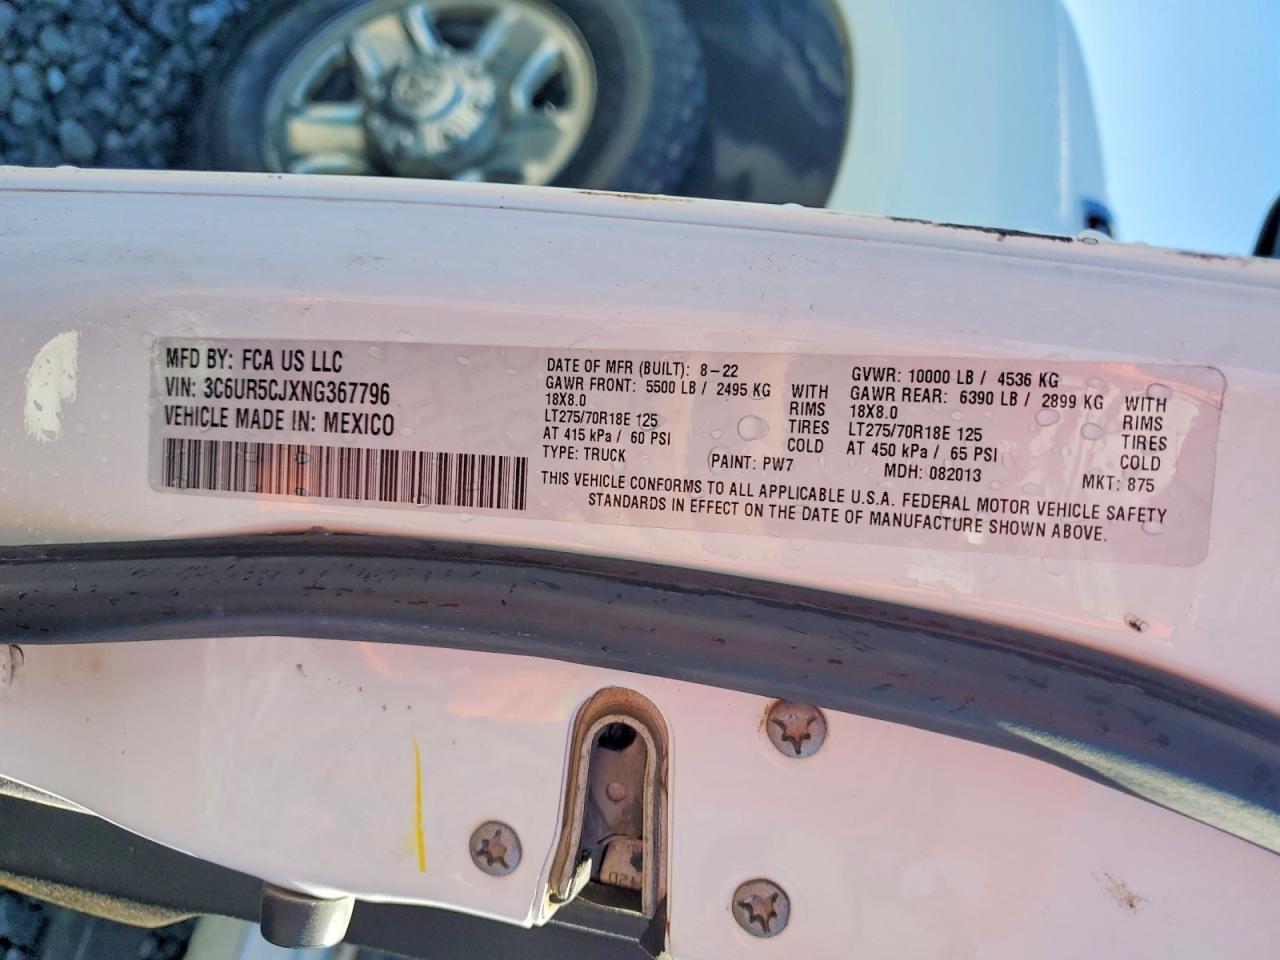 MFD BY: FCA US LLC
VIN: 3C6UR5CJXNG367796
VEHICLE MADE IN: MEXICO
DATE OF MFR (BUILT): 8-22
GAWR FRONT: 5500 LB / 2495 KG WITH
18X8.0 RIMS
LT275/70R18E 125 TIRES
AT 415 kPa / 60 PSI COLD
TYPE: TRUCK PAINT: PW7
GVWR: 10000 LB / 4536 KG
GAWR REAR: 6390 LB / 2899 KG WITH
18X8.0 RIMS
LT275/70R18E 125 TIRES
AT 450 kPa / 65 PSI COLD
MDH: 082013 MKT: 875
THIS VEHICLE CONFORMS TO ALL APPLICABLE U.S.A. FEDERAL MOTOR VEHICLE SAFETY
STANDARDS IN EFFECT ON THE DATE OF MANUFACTURE SHOWN ABOVE.